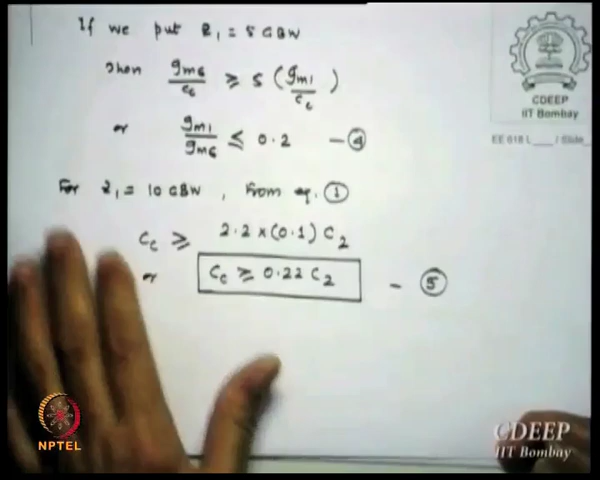 If we put Z₁ = 5 GBW
CDEEP
IIT Bombay
Then gm6/Cc ≥ 5 (gm1/Cc)
EE 618 L____ / Slide_
or gm1/gm6 ≤ 0.2 — ④
For Z₁ = 10 GBW, from eq. ①
Cc ≥ 2.2 × (0.1) C₂
or Cc ≥ 0.22 C₂ — ⑤
NPTEL
CDEEP
IIT Bombay